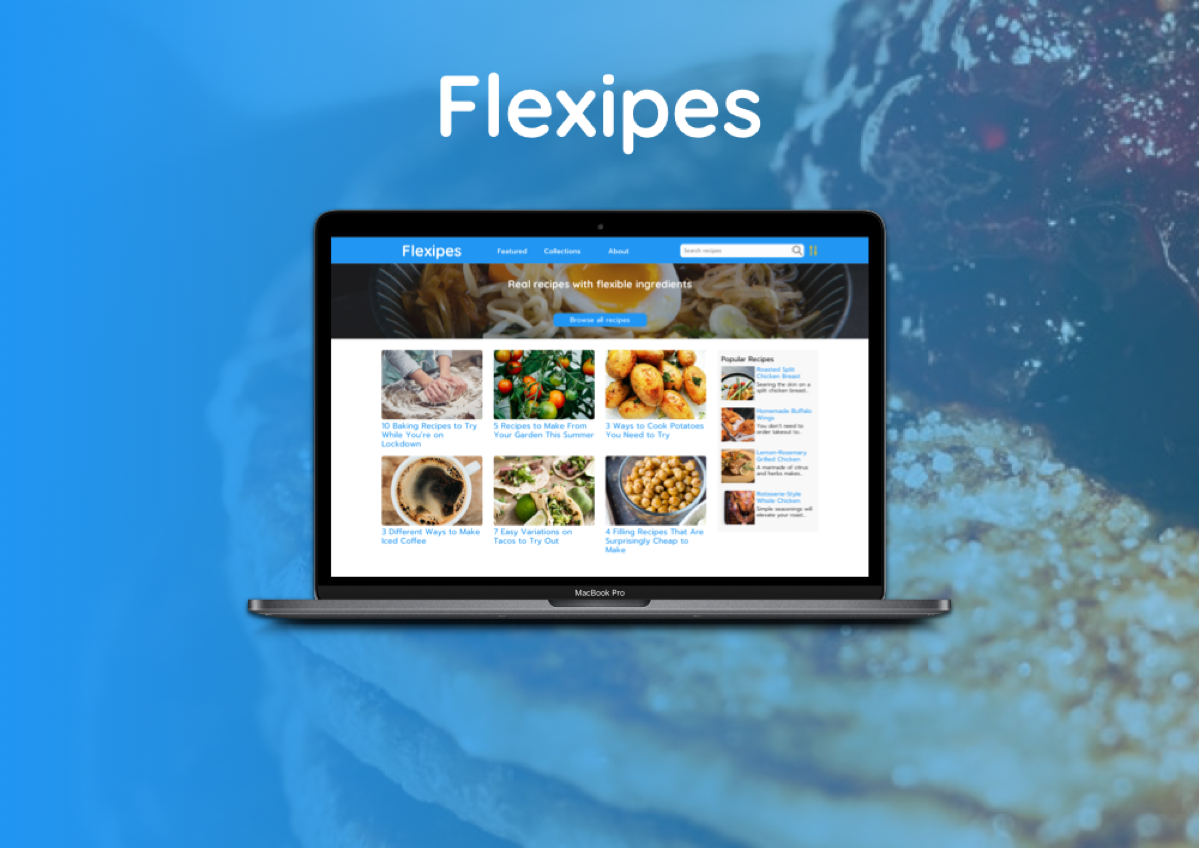 Flexipes
Flexipes
Featured
Collections
About
Search recipes
Real recipes with flexible ingredients
Browse all recipes
10 Baking Recipes to Try
While You're on
Lockdown
5 Recipes to Make From
Your Garden This Summer
3 Ways to Cook Potatoes
You Need to Try
3 Different Ways to Make
Iced Coffee
7 Easy Variations on
Tacos to Try Out
4 Filling Recipes That Are
Surprisingly Cheap to
Make
Popular Recipes
Roasted Split
Chicken Breast
Searing the skin on a
split chicken breast...
Homemade Buffalo
Wings
You don't need to
order takeout to...
Lemon-Rosemary
Grilled Chicken
A marinade of citrus
and herbs makes...
Rotisserie-Style
Whole Chicken
Simple seasonings will
elevate your roast...
MacBook Pro